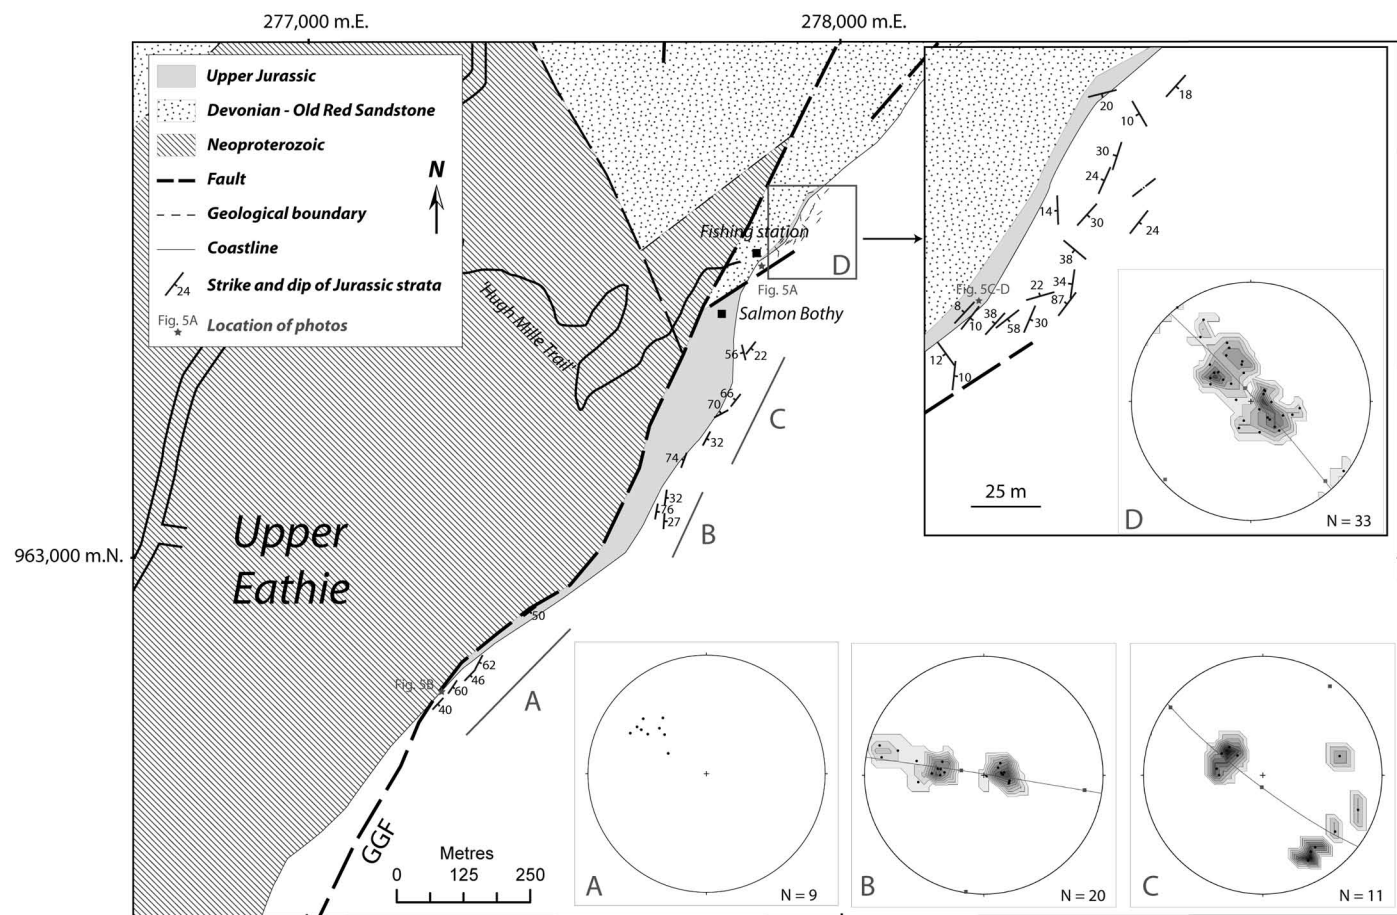 277,000 m.E.
278,000 m.E.
Upper Jurassic
Devonian - Old Red Sandstone
Neoproterozoic
Fault
Geological boundary
Coastline
24
Strike and dip of Jurassic strata
Fig. 5A
Location of photos
N
Fishing station
D
Fig. 5A
Salmon Bothy
"Hugh Mille Trail"
56
22
66
70
C
32
74
32
76
27
B
963,000 m.N.
Upper
Eathie
50
62
46
60
40
Fig. 5B
A
GGF
Metres
0
125
250
20
18
10
30
24
14
30
24
38
34
22
87
Fig. 5C-D
8
10
38
58
30
12
10
25 m
D
N = 33
A
N = 9
B
N = 20
C
N = 11